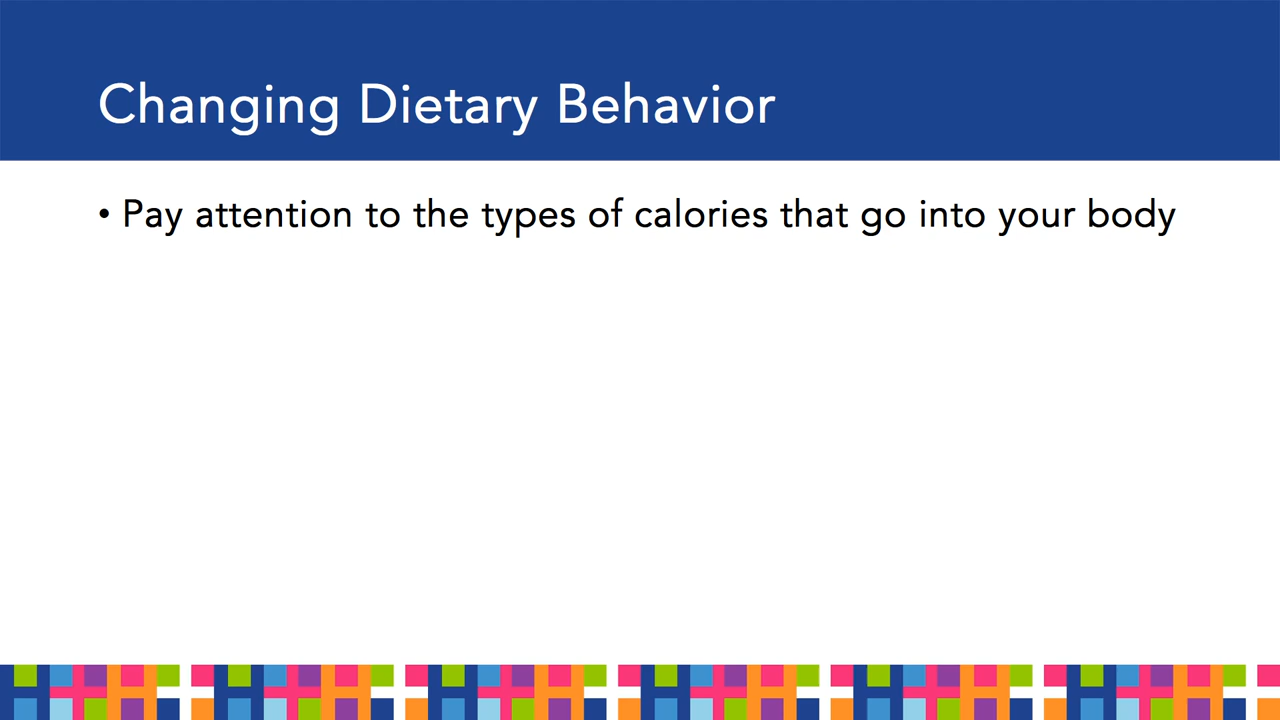 Changing Dietary Behavior
• Pay attention to the types of calories that go into your body